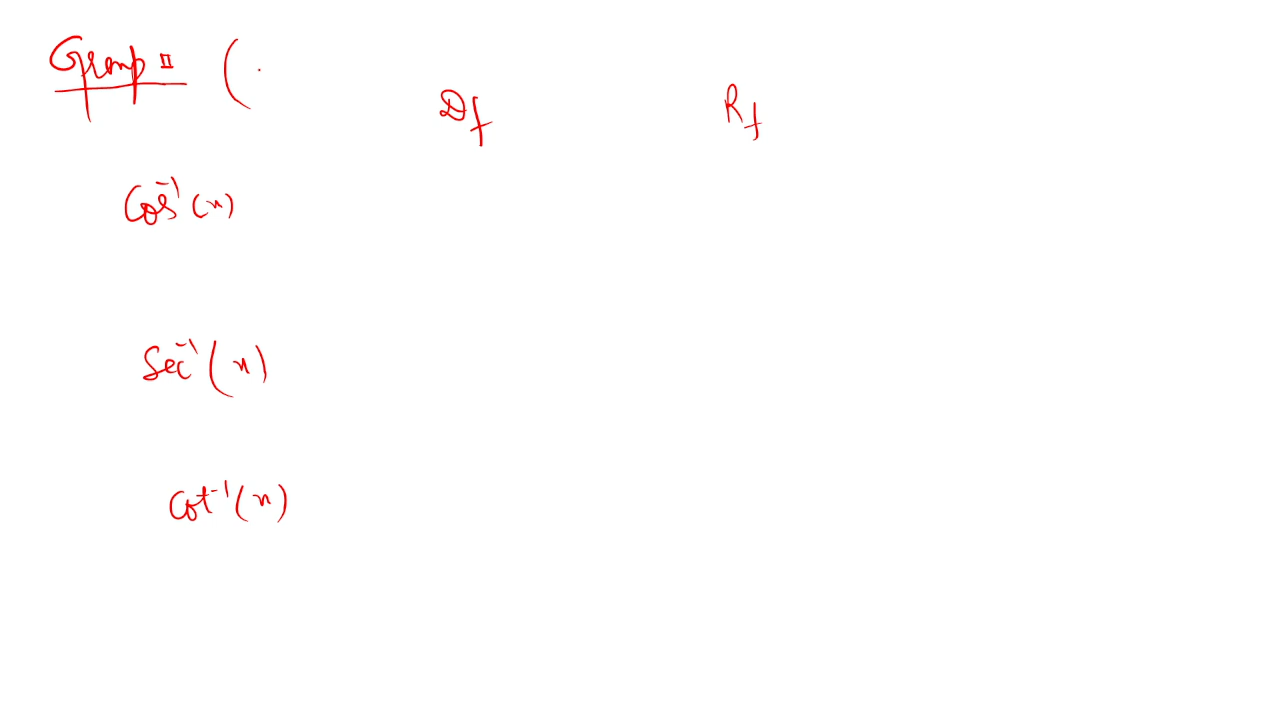 Group II (.
Df Rf
Cos⁻¹(x)
Sec⁻¹(x)
Cot⁻¹(x)